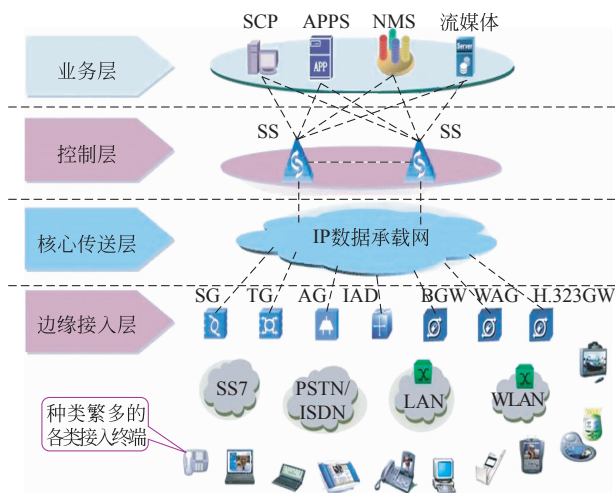 SCP APPS NMS 流媒体
Server
APP
业务层
SS SS
控制层
核心传送层
IP数据承载网
SG TG AG IAD BGW WAG H.323GW
边缘接入层
SS7
PSTN/
ISDN
LAN
WLAN
种类繁多的
各类接入终端